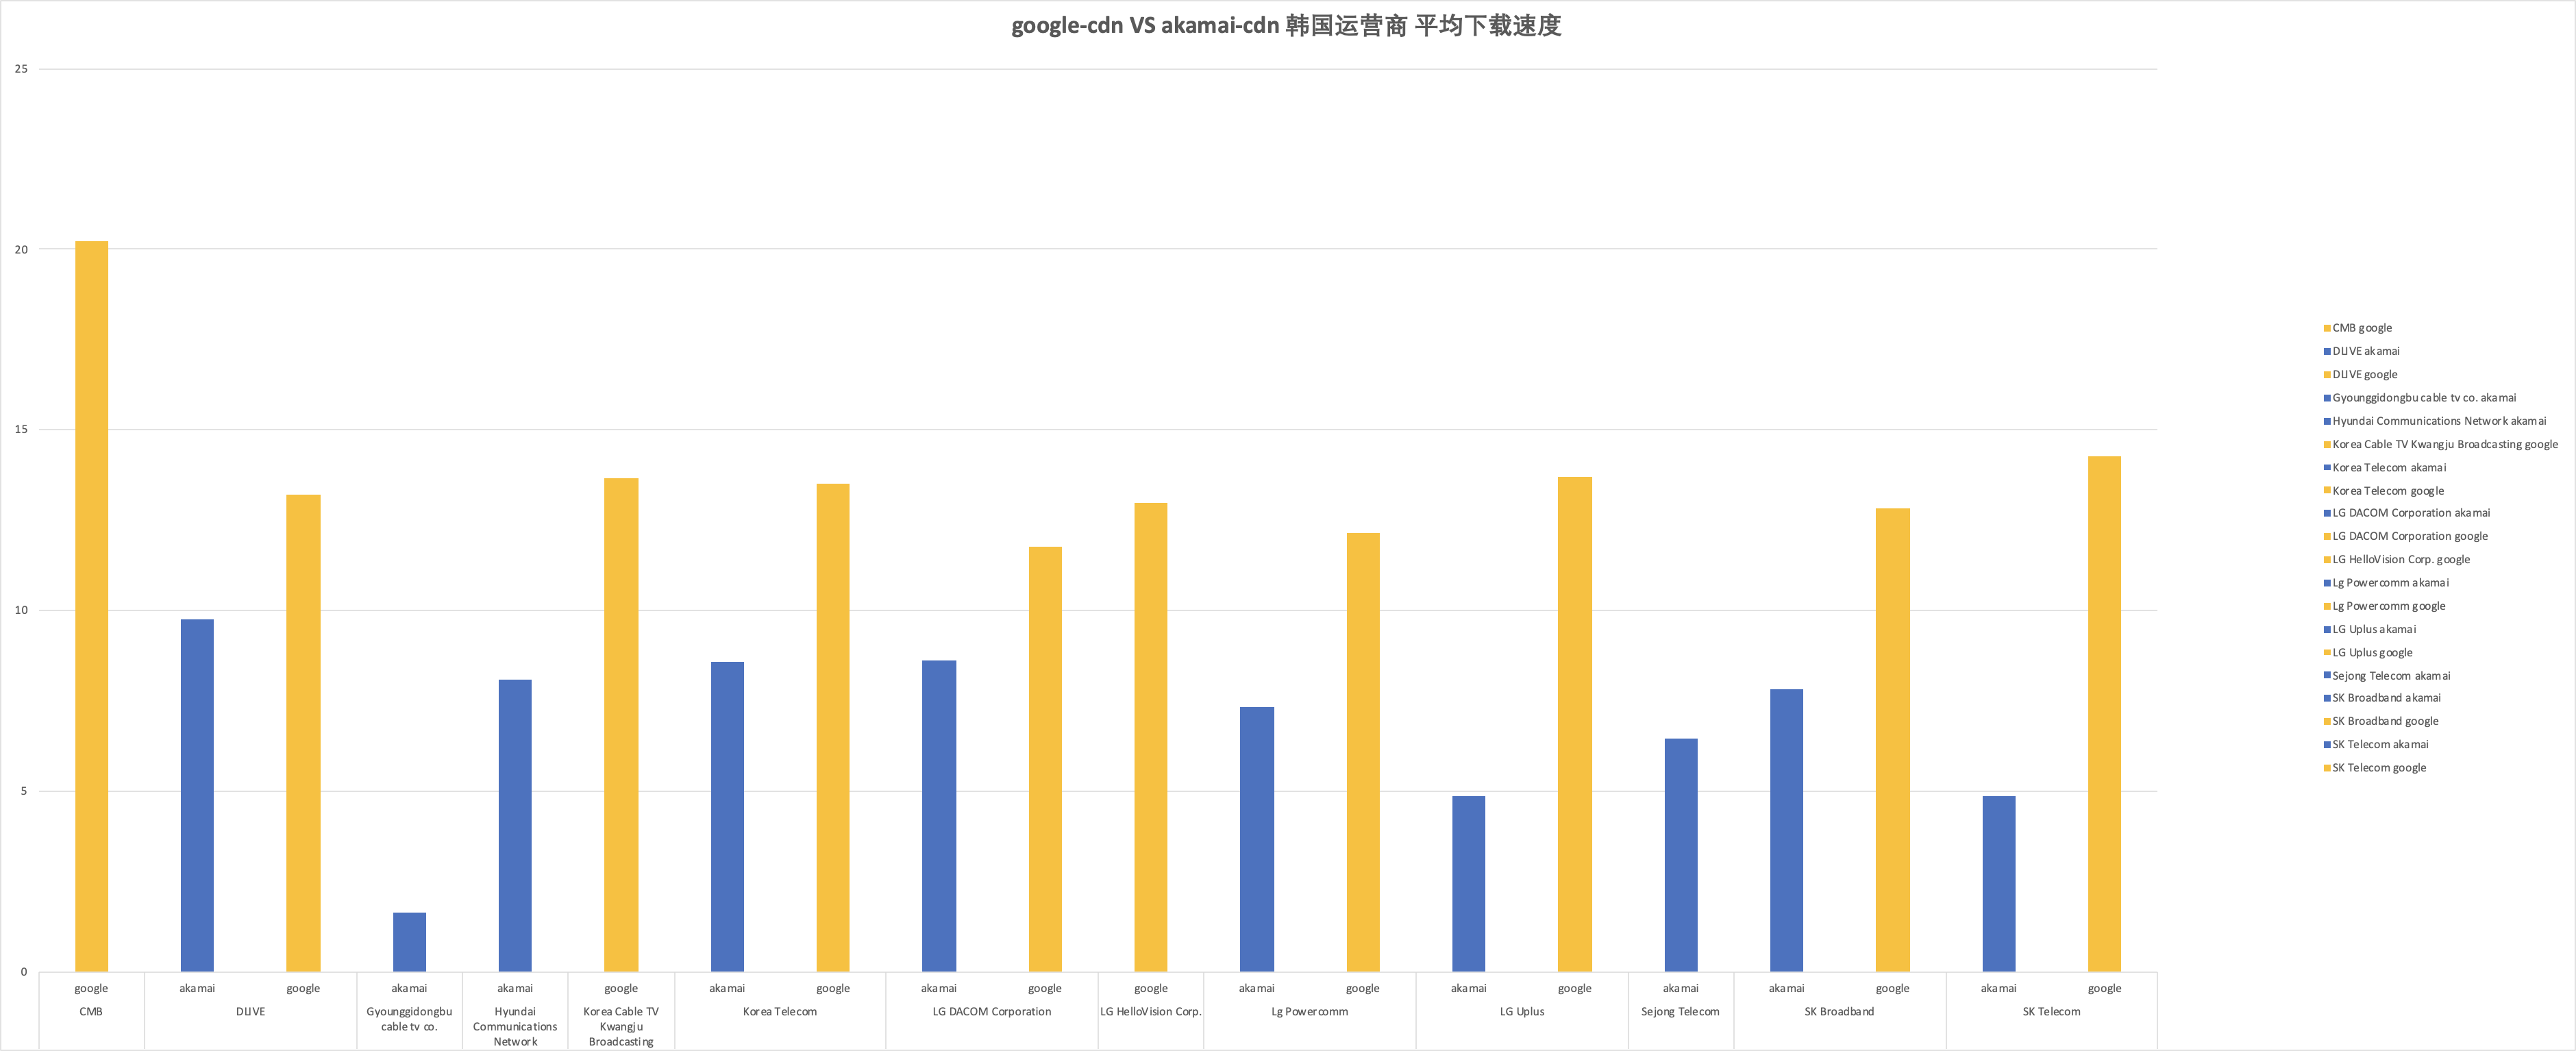 google-cdn VS akamai-cdn 韩国运营商 平均下载速度
25
20
15
10
5
0
google
akamai
google
akamai
akamai
google
akamai
google
akamai
google
google
akamai
google
akamai
google
akamai
akamai
google
akamai
google
CMB
DLIVE
Gyounggidongbu
cable tv co.
Hyundai
Communications
Network
Korea Cable TV
Kwangju
Broadcasting
Korea Telecom
LG DACOM Corporation
LG HelloVision Corp.
Lg Powercomm
LG Uplus
Sejong Telecom
SK Broadband
SK Telecom
CMB google
DLIVE akamai
DLIVE google
Gyounggidongbu cable tv co. akamai
Hyundai Communications Network akamai
Korea Cable TV Kwangju Broadcasting google
Korea Telecom akamai
Korea Telecom google
LG DACOM Corporation akamai
LG DACOM Corporation google
LG HelloVision Corp. google
Lg Powercomm akamai
Lg Powercomm google
LG Uplus akamai
LG Uplus google
Sejong Telecom akamai
SK Broadband akamai
SK Broadband google
SK Telecom akamai
SK Telecom google